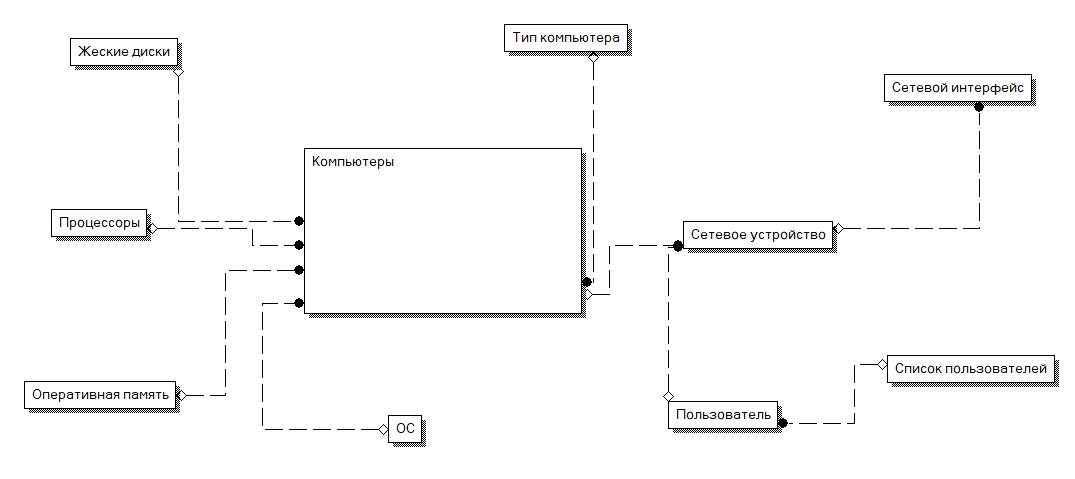 Тип компьютера
Жеские диски
Сетевой интерфейс
Компьютеры
Процессоры
Сетевое устройство
Список пользователей
Оперативная память
Пользователь
ОС